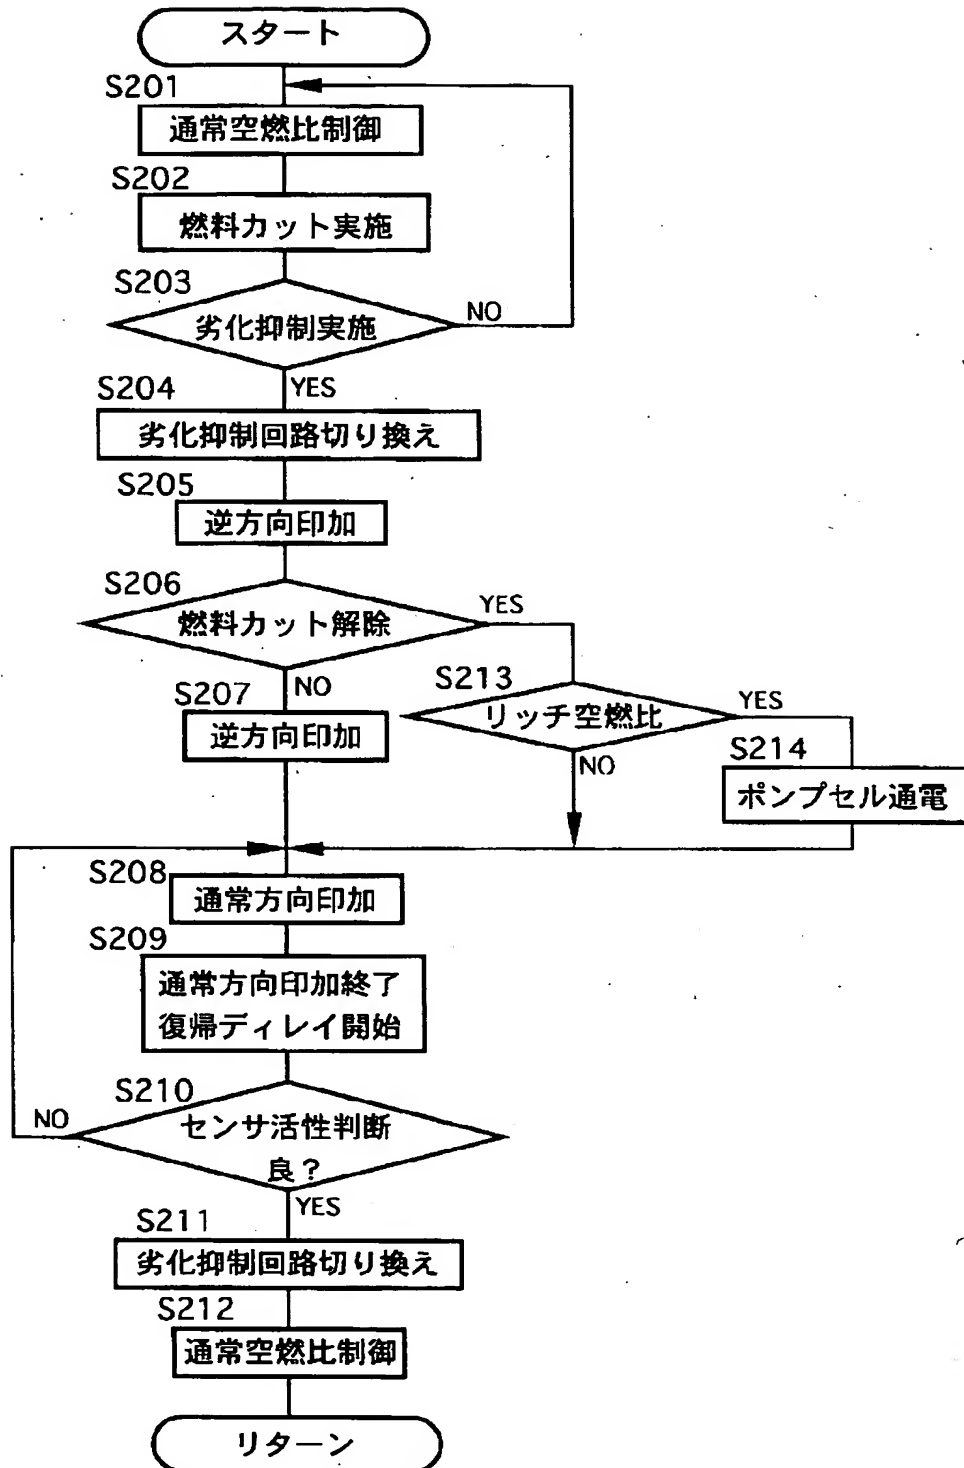 スタート
S201
通常空燃比制御
S202
燃料カット実施
S203
劣化抑制実施
NO
YES
S204
劣化抑制回路切り換え
S205
逆方向印加
S206
燃料カット解除
YES
NO
S213
リッチ空燃比
YES
NO
S207
逆方向印加
S214
ポンプセル通電
S208
通常方向印加
S209
通常方向印加終了
復帰ディレイ開始
S210
センサ活性判断
良?
NO
YES
S211
劣化抑制回路切り換え
S212
通常空燃比制御
リターン